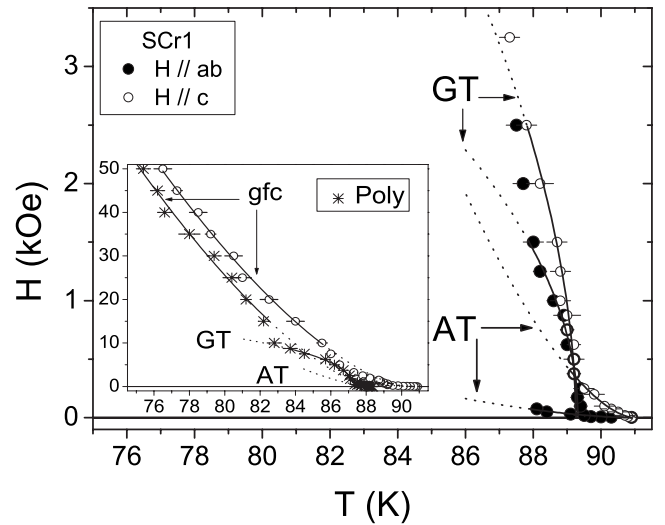 SCr1
H // ab
H // c
GT
AT
H (kOe)
3
2
1
0
76 78 80 82 84 86 88 90
T (K)
Poly
gfc
GT
AT
50
40
30
20
10
0
76 78 80 82 84 86 88 90